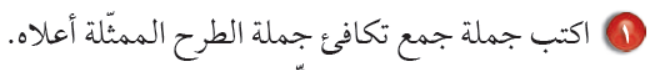 ١ اكتب جملة جمع تكافئ جملة الطرح الممثّلة أعلاه.